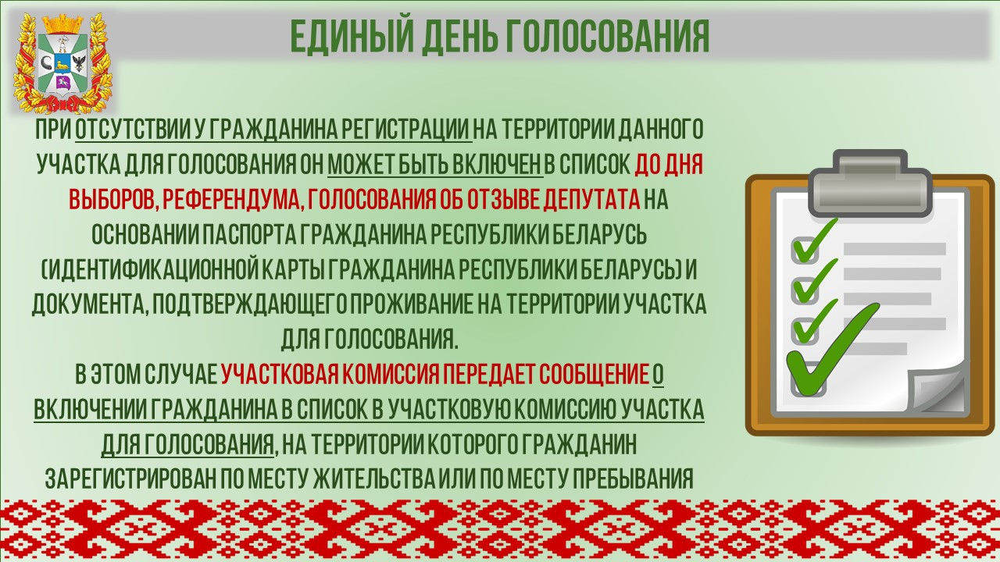 ЕДИНЫЙ ДЕНЬ ГОЛОСОВАНИЯ
ПРИ ОТСУТСТВИИ У ГРАЖДАНИНА РЕГИСТРАЦИИ НА ТЕРРИТОРИИ ДАННОГО
УЧАСТКА ДЛЯ ГОЛОСОВАНИЯ ОН МОЖЕТ БЫТЬ ВКЛЮЧЕН В СПИСОК ДО ДНЯ
ВЫБОРОВ, РЕФЕРЕНДУМА, ГОЛОСОВАНИЯ ОБ ОТЗЫВЕ ДЕПУТАТА НА
ОСНОВАНИИ ПАСПОРТА ГРАЖДАНИНА РЕСПУБЛИКИ БЕЛАРУСЬ
(ИДЕНТИФИКАЦИОННОЙ КАРТЫ ГРАЖДАНИНА РЕСПУБЛИКИ БЕЛАРУСЬ) И
ДОКУМЕНТА, ПОДТВЕРЖДАЮЩЕГО ПРОЖИВАНИЕ НА ТЕРРИТОРИИ УЧАСТКА
ДЛЯ ГОЛОСОВАНИЯ.
В ЭТОМ СЛУЧАЕ УЧАСТКОВАЯ КОМИССИЯ ПЕРЕДАЕТ СООБЩЕНИЕ О
ВКЛЮЧЕНИИ ГРАЖДАНИНА В СПИСОК В УЧАСТКОВУЮ КОМИССИЮ УЧАСТКА
ДЛЯ ГОЛОСОВАНИЯ, НА ТЕРРИТОРИИ КОТОРОГО ГРАЖДАНИН
ЗАРЕГИСТРИРОВАН ПО МЕСТУ ЖИТЕЛЬСТВА ИЛИ ПО МЕСТУ ПРЕБЫВАНИЯ